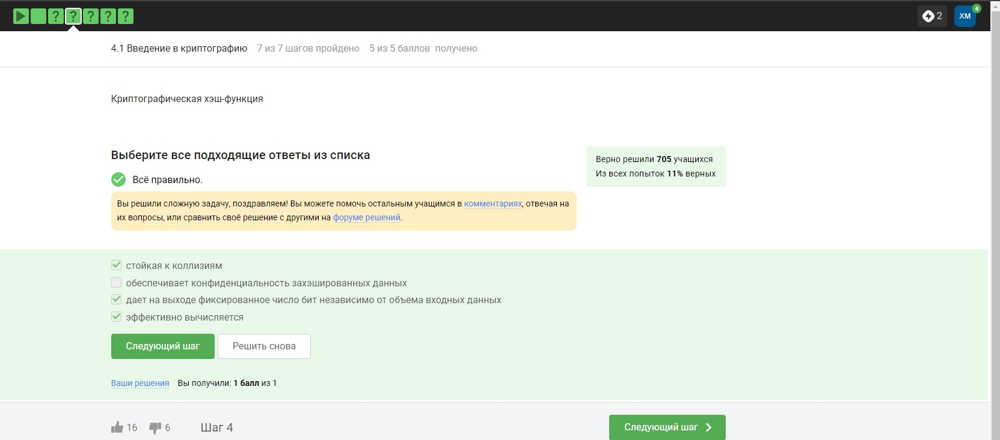 ? ? ? ? ?
2
XM
4
4.1 Введение в криптографию 7 из 7 шагов пройдено 5 из 5 баллов получено
Криптографическая хэш-функция
Выберите все подходящие ответы из списка
Всё правильно.
Вы решили сложную задачу, поздравляем! Вы можете помочь остальным учащимся в комментариях, отвечая на
их вопросы, или сравнить своё решение с другими на форуме решений.
Верно решили 705 учащихся
Из всех попыток 11% верных
стойкая к коллизиям
обеспечивает конфиденциальность захэшированных данных
дает на выходе фиксированное число бит независимо от объема входных данных
эффективно вычисляется
Следующий шаг Решить снова
Ваши решения Вы получили: 1 балл из 1
16 6 Шаг 4 Следующий шаг